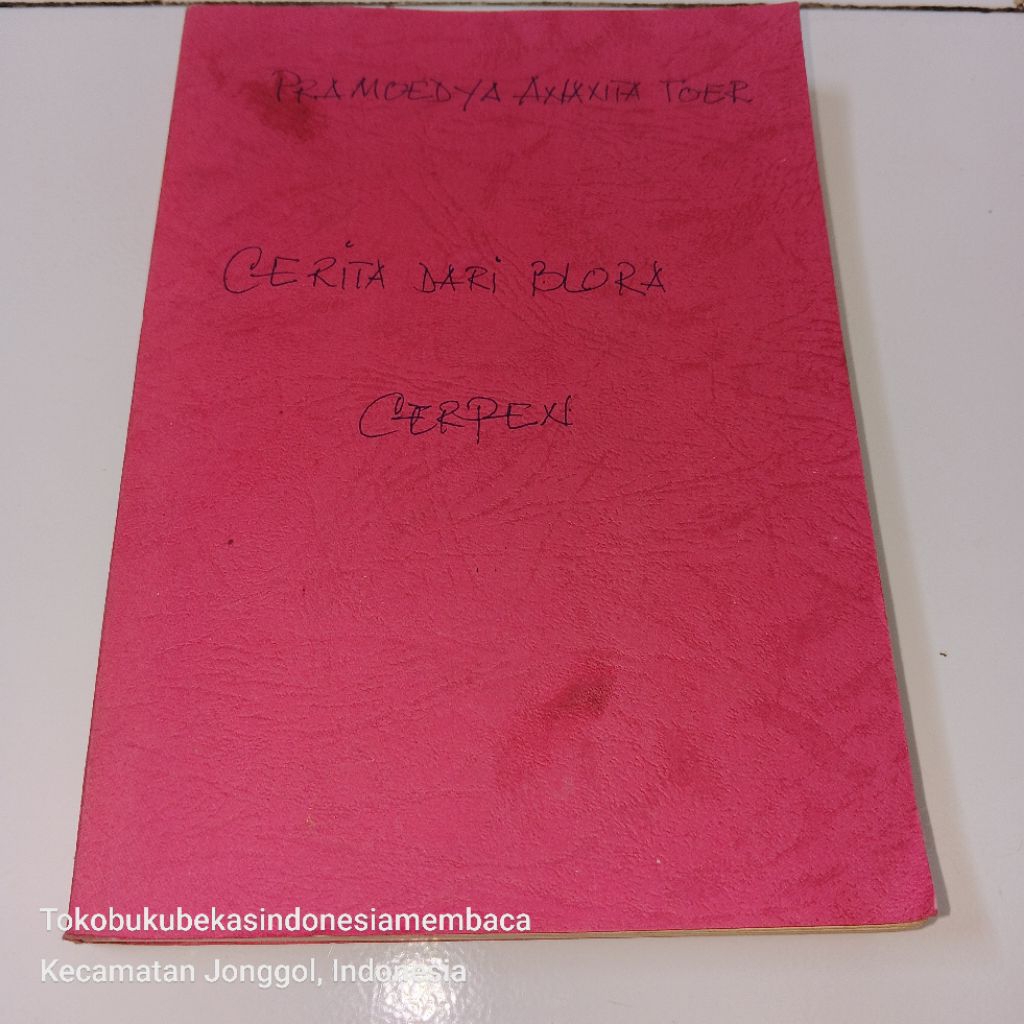 PRAMOEDYA ANANTA TOER
CERITA DARI BLORA
CERPEN
Tokobukubekasindonesiamembaca
Kecamatan Jonggol, Indonesia